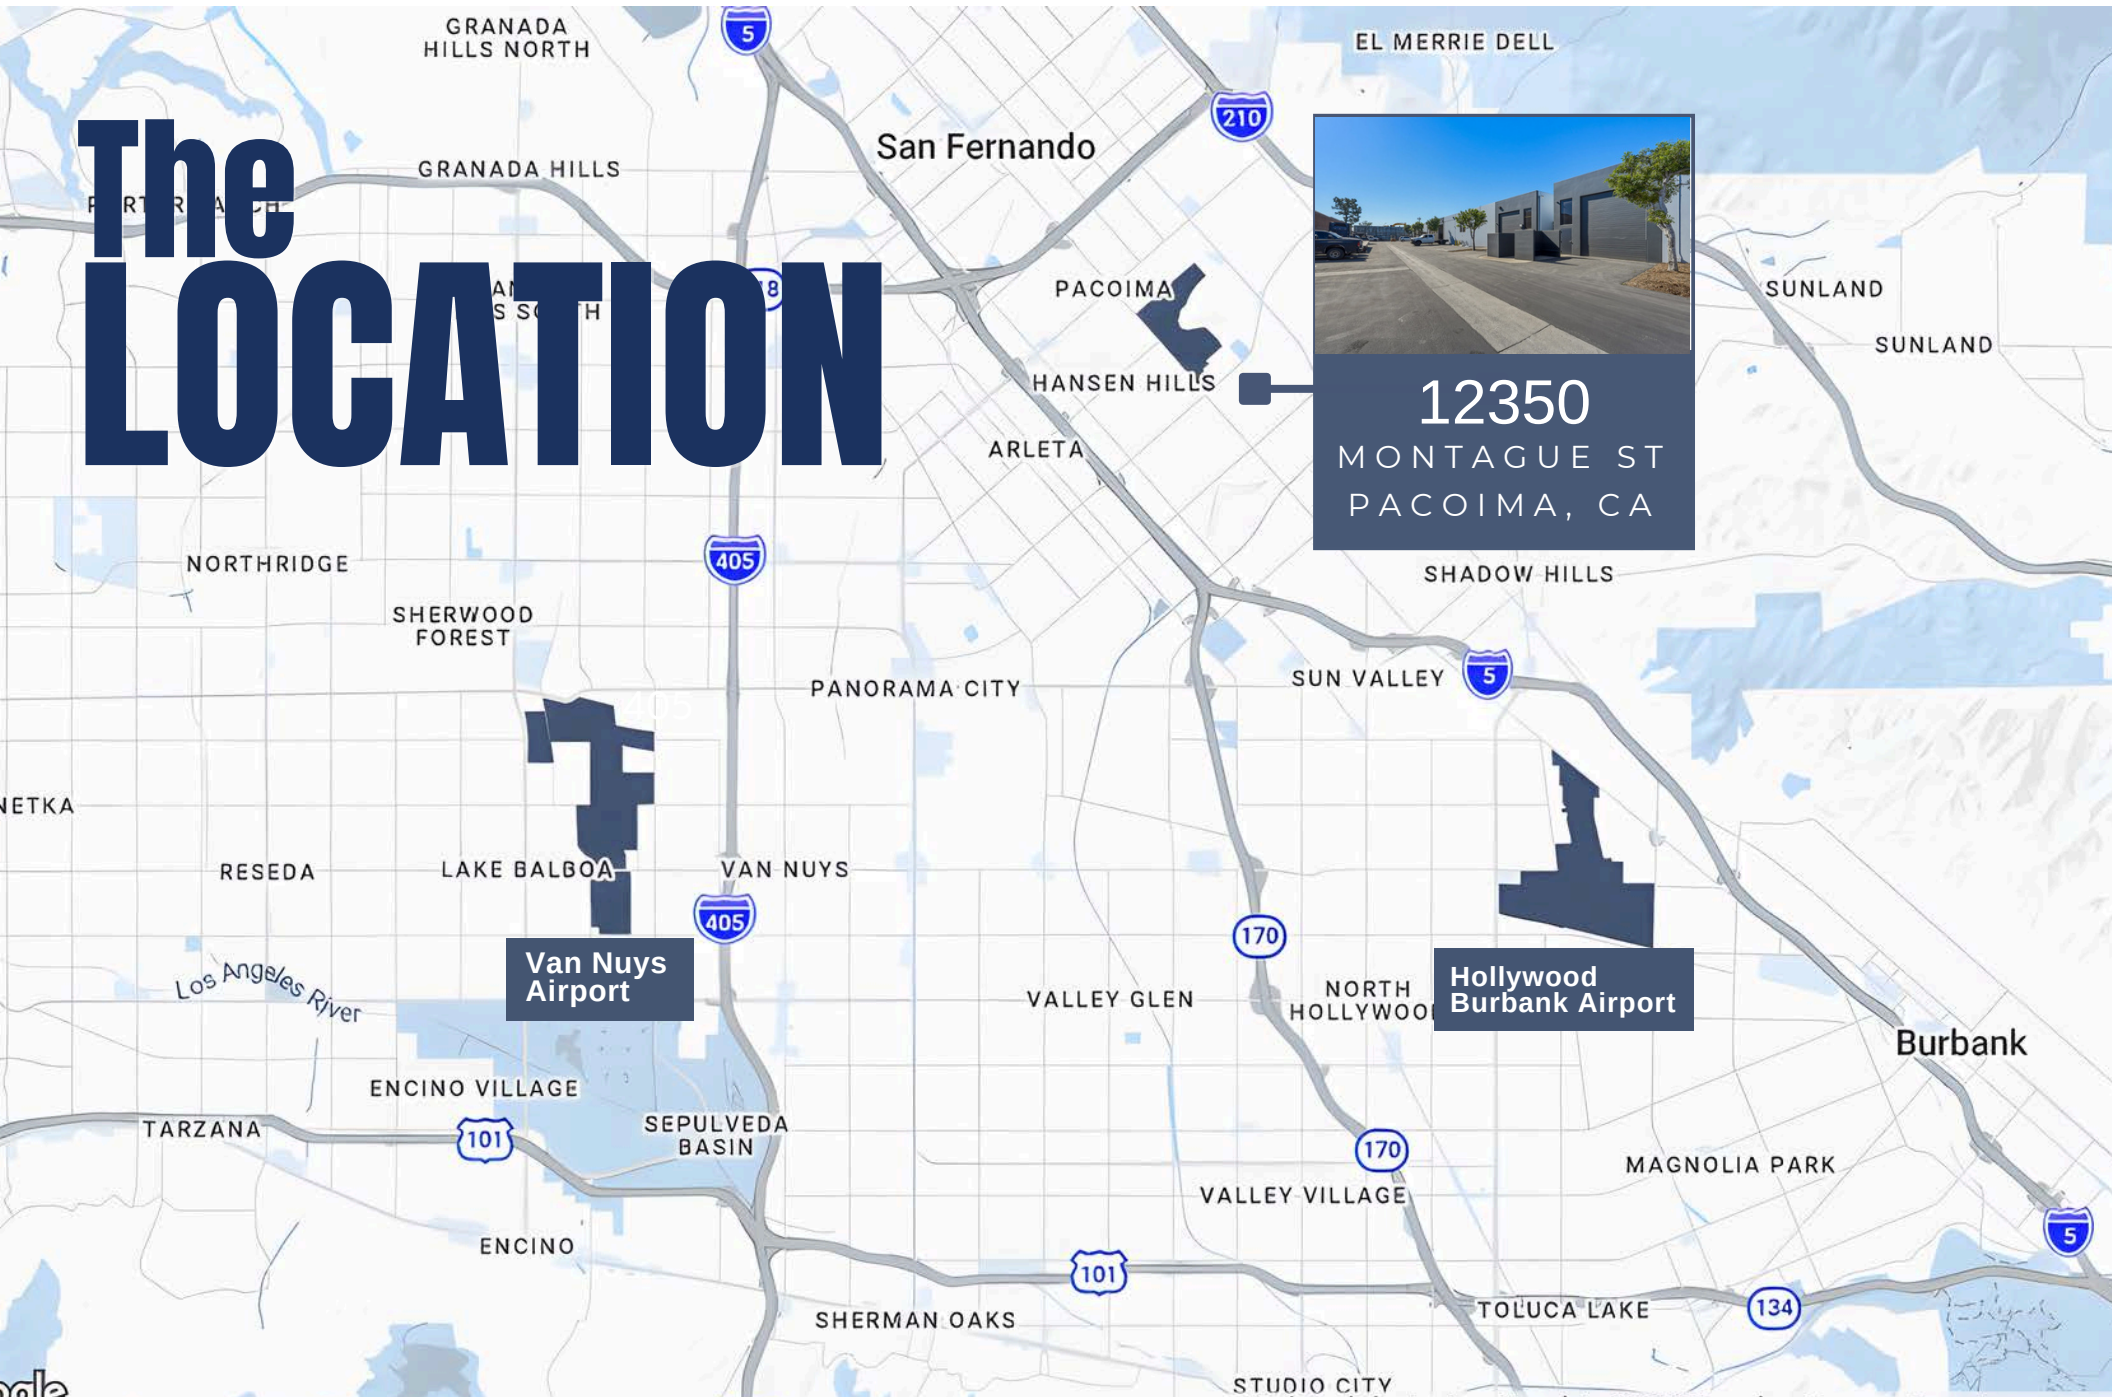 GRANADA
HILLS NORTH
5
EL MERRIE DELL
210
San Fernando
The
GRANADA HILLS
LOCATION
PACOIMA
SUNLAND
SUNLAND
HANSEN HILLS
12350
MONTAGUE ST
PACOIMA, CA
ARLETA
405
NORTHRIDGE
SHADOW HILLS
SHERWOOD
FOREST
SUN VALLEY
5
PANORAMA CITY
405
NETKA
RESEDA
LAKE BALBOA
VAN NUYS
405
170
Van Nuys
Airport
Hollywood
Burbank Airport
Los Angeles River
VALLEY GLEN
NORTH
HOLLYWOO
Burbank
ENCINO VILLAGE
TARZANA
101
SEPULVEDA
BASIN
170
MAGNOLIA PARK
VALLEY VILLAGE
5
ENCINO
101
SHERMAN OAKS
TOLUCA LAKE
134
STUDIO CITY